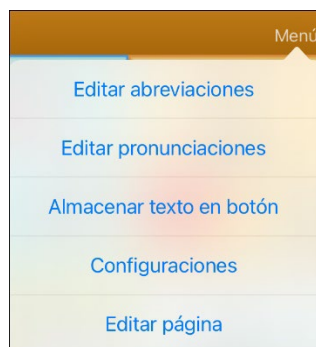 Menú
Editar abreviaciones
Editar pronunciaciones
Almacenar texto en botón
Configuraciones
Editar página